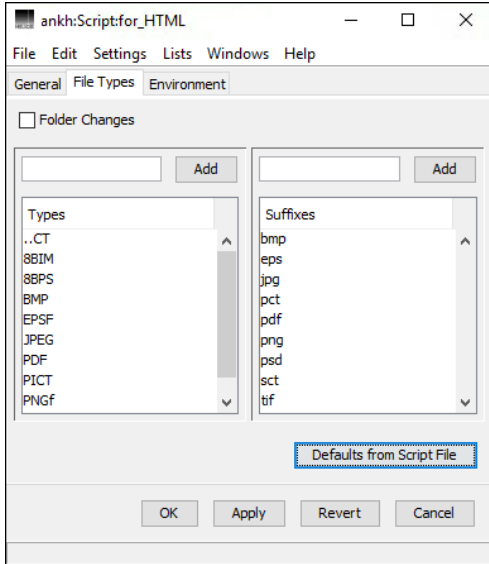 ankh:Script:for_HTML
File Edit Settings Lists Windows Help
General File Types Environment
Folder Changes
Add Add
Types Suffixes
..CT bmp
8BIM eps
8BPS jpg
BMP pct
EPSF pdf
JPEG png
PDF psd
PICT sct
PNGf tif
Defaults from Script File
OK Apply Revert Cancel